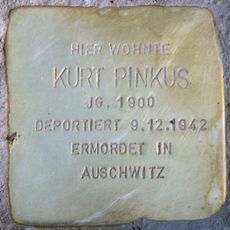 HIER WOHNTE
KURT PINKUS
JG. 1900
DEPORTIERT 9.12.1942
ERMORDET IN
AUSCHWITZ